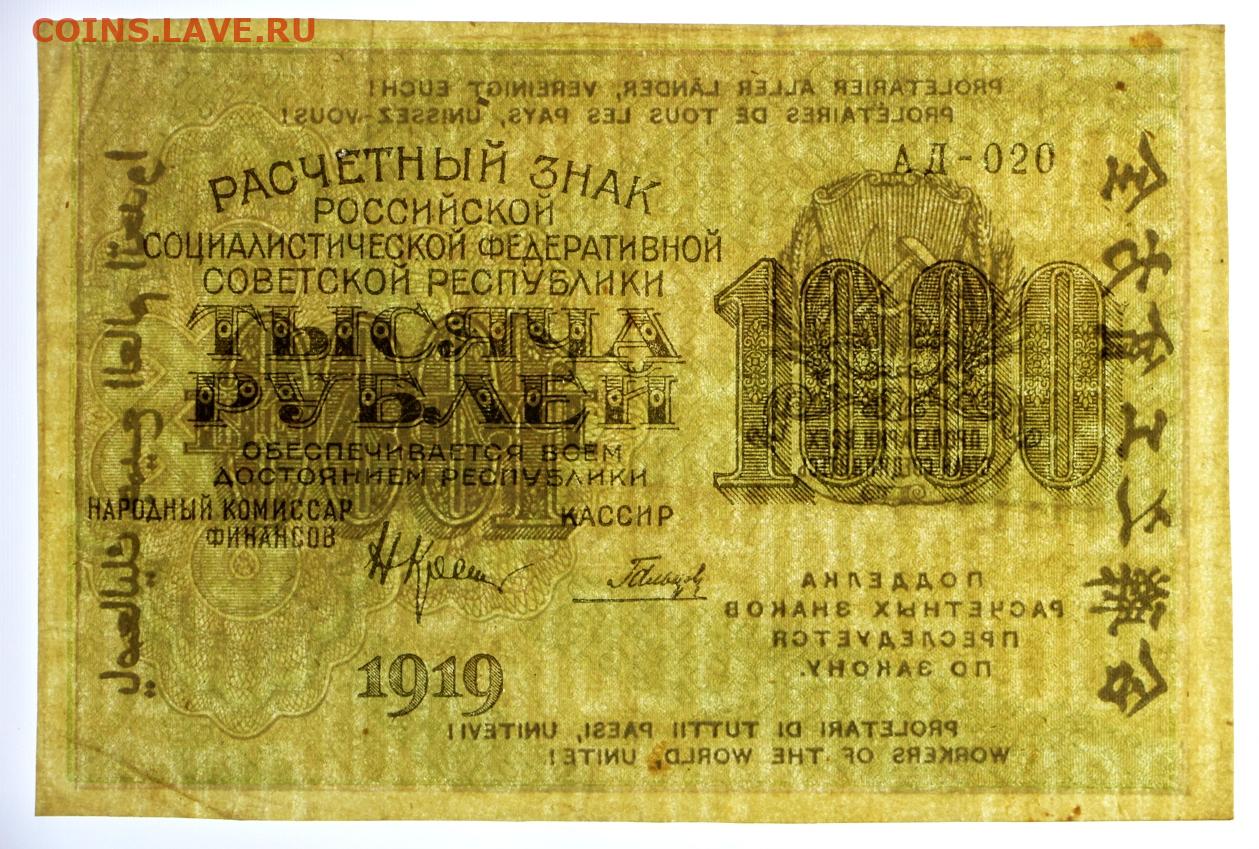 COINS.LAVE.RU
PROLETARIER ALLER LÄNDER, VEREINIGT EUCH!
PROLÉTAIRES DE TOUS LES PAYS, UNISSEZ-VOUS!
АД-020
РАСЧЕТНЫЙ ЗНАК
РОССИЙСКОЙ
СОЦИАЛИСТИЧЕСКОЙ ФЕДЕРАТИВНОЙ
СОВЕТСКОЙ РЕСПУБЛИКИ
ТЫСЯЧА
РУБЛЕЙ
1000
1000
ОБЕСПЕЧИВАЕТСЯ ВСЕМ
ДОСТОЯНИЕМ РЕСПУБЛИКИ
НАРОДНЫЙ КОМИССАР
ФИНАНСОВ
КАССИР
ПОДДЕЛКА
РАСЧЕТНЫХ ЗНАКОВ
ПРЕСЛЕДУЕТСЯ
ПО ЗАКОНУ.
1919
PROLETARI DI TUTTI I PAESI, UNITEVI!
WORKERS OF THE WORLD, UNITE!